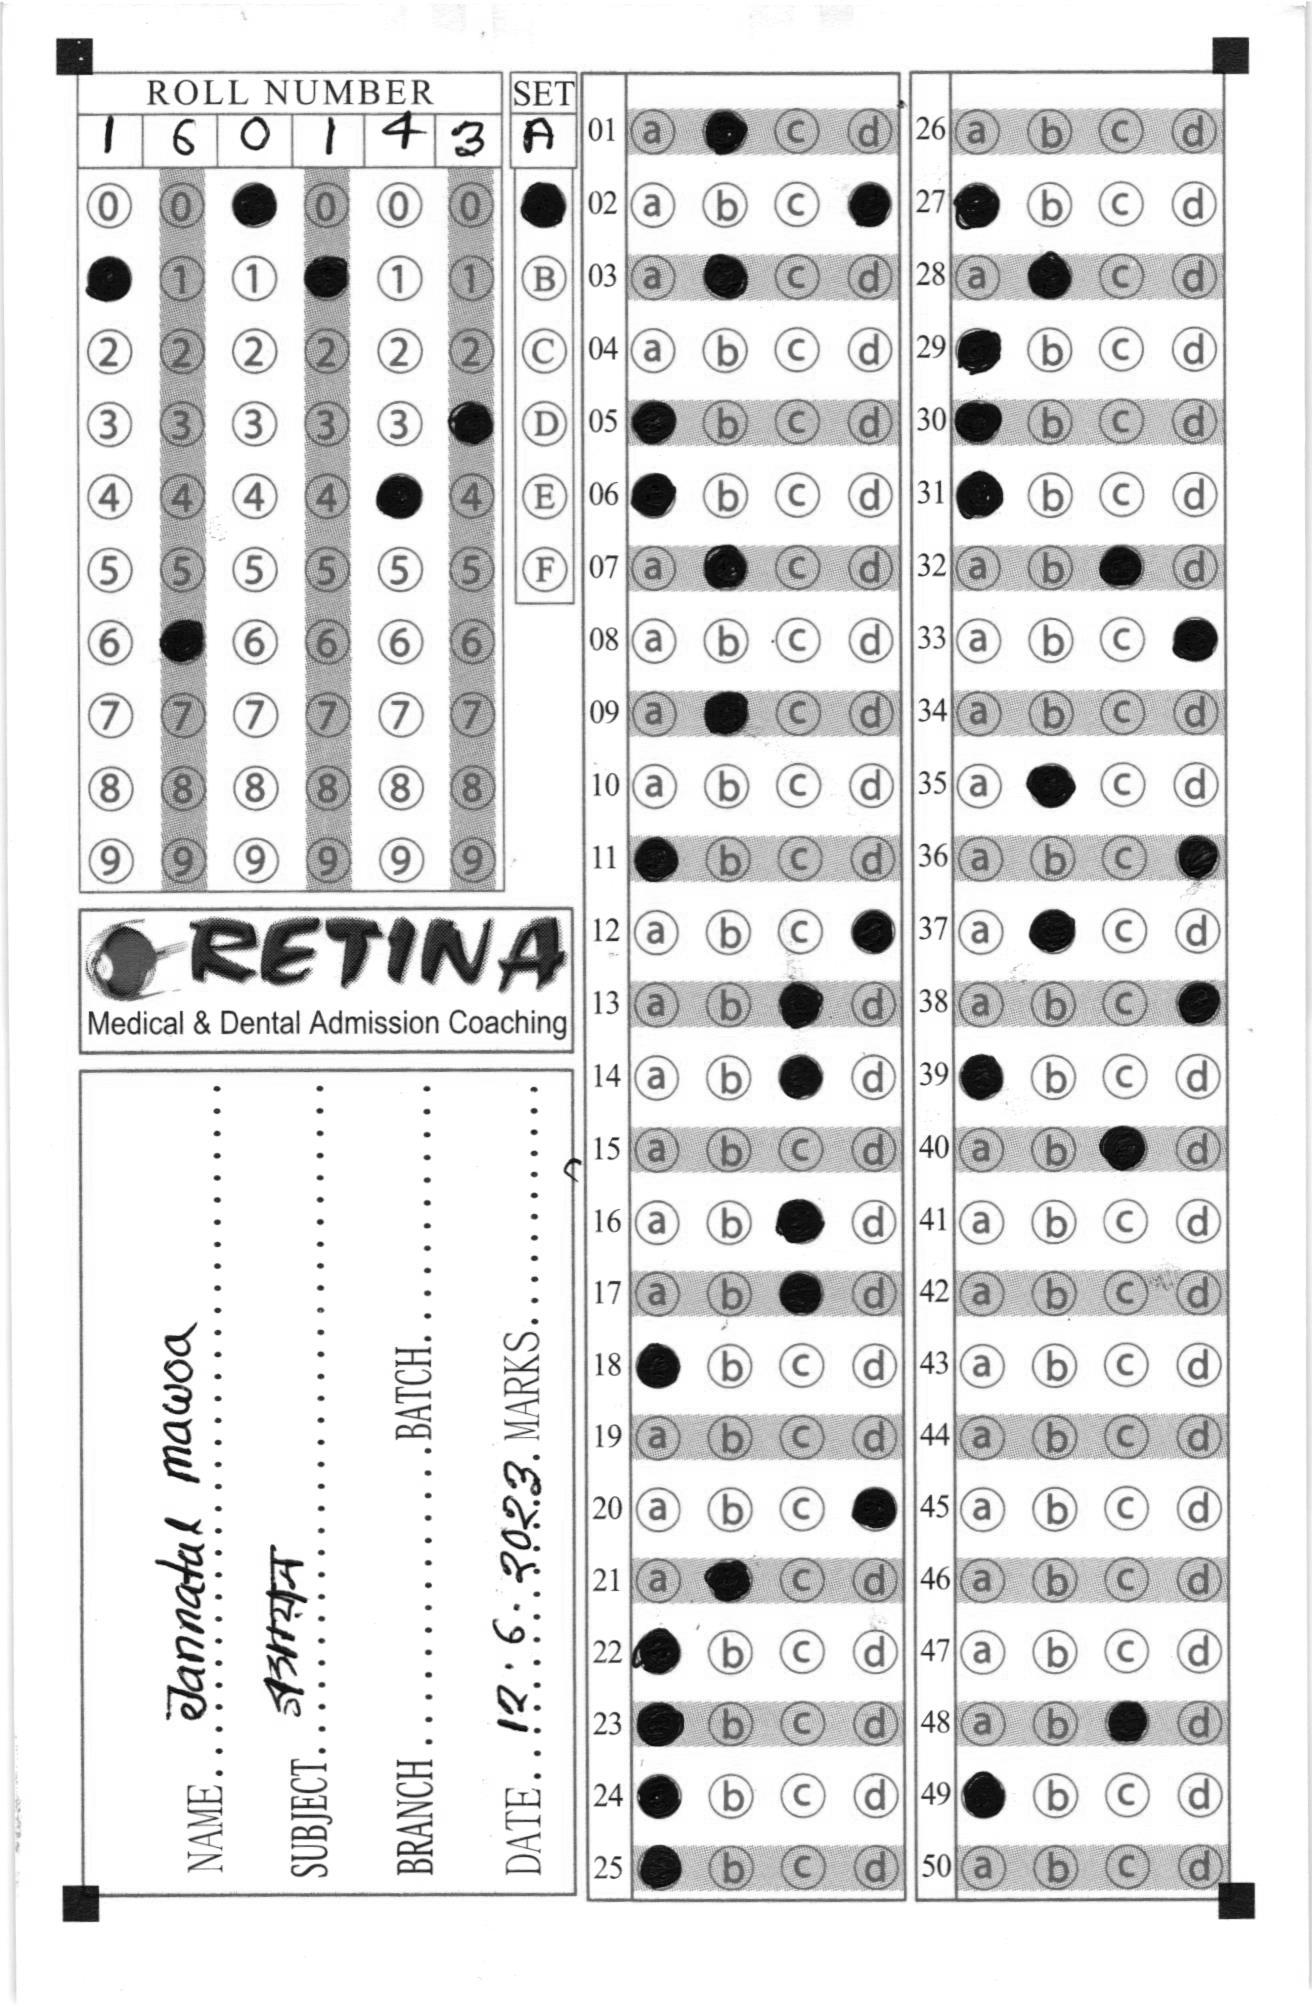 ROLL NUMBER SET
1 6 0 1 4 3 A
0 0 0 0 0
1 1 1 1 B
2 2 2 2 2 2 C
3 3 3 3 3 D
4 4 4 4 4 E
5 5 5 5 5 5 F
6 6 6 6 6
7 7 7 7 7 7
8 8 8 8 8 8
9 9 9 9 9 9
RETINA
Medical & Dental Admission Coaching
NAME Jannatul mawoa
SUBJECT রসায়ন
BRANCH BATCH
DATE 12.6.2023 MARKS
01 a c d
02 a b c
03 a c d
04 a b c d
05 b c d
06 b c d
07 a c d
08 a b c d
09 a c d
10 a b c d
11 b c d
12 a b c
13 a b d
14 a b d
15 a b c d
16 a b d
17 a b d
18 b c d
19 a b c d
20 a b c
21 a c d
22 b c d
23 b c d
24 b c d
25 b c d
26 a b c d
27 b c d
28 a c d
29 b c d
30 b c d
31 b c d
32 a b d
33 a b c
34 a b c d
35 a c d
36 a b c
37 a c d
38 a b c
39 b c d
40 a b d
41 a b c d
42 a b c d
43 a b c d
44 a b c d
45 a b c d
46 a b c d
47 a b c d
48 a b d
49 b c d
50 a b c d